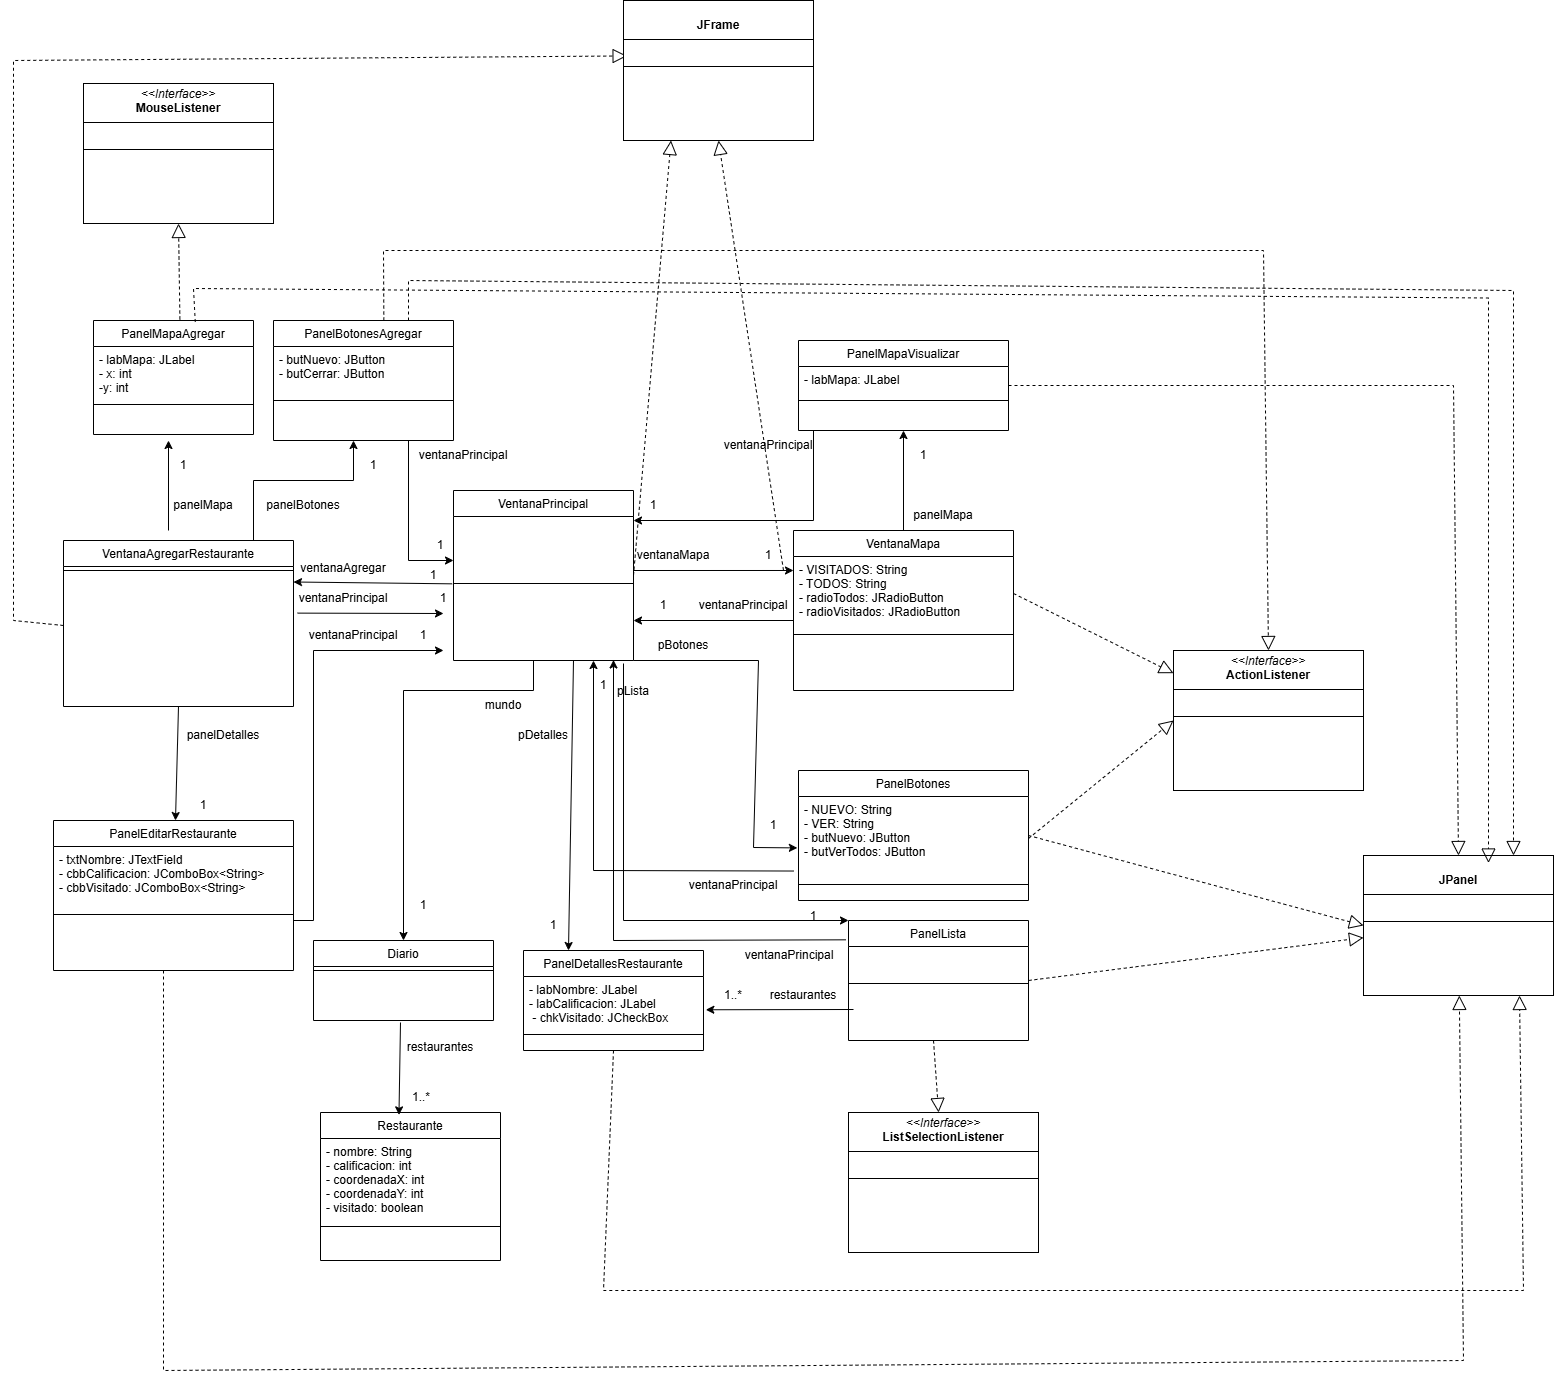 JFrame
<<Interface>>
MouseListener
PanelMapaAgregar
- labMapa: JLabel
- x: int
-y: int
PanelBotonesAgregar
- butNuevo: JButton
- butCerrar: JButton
PanelMapaVisualizar
- labMapa: JLabel
1
1
ventanaPrincipal
ventanaPrincipal
1
panelMapa
panelBotones
VentanaPrincipal
1
panelMapa
VentanaAgregarRestaurante
1
ventanaMapa
1
VentanaMapa
- VISITADOS: String
- TODOS: String
- radioTodos: JRadioButton
- radioVisitados: JRadioButton
ventanaAgregar
1
ventanaPrincipal
1
1
ventanaPrincipal
ventanaPrincipal
1
pBotones
<<Interface>>
ActionListener
1
pLista
mundo
panelDetalles
pDetalles
1
PanelBotones
- NUEVO: String
- VER: String
- butNuevo: JButton
- butVerTodos: JButton
1
PanelEditarRestaurante
- txtNombre: JTextField
- cbbCalificacion: JComboBox<String>
- cbbVisitado: JComboBox<String>
ventanaPrincipal
JPanel
1
1
1
PanelLista
Diario
ventanaPrincipal
PanelDetallesRestaurante
- labNombre: JLabel
- labCalificacion: JLabel
- chkVisitado: JCheckBox
1..*
restaurantes
restaurantes
1..*
Restaurante
- nombre: String
- calificacion: int
- coordenadaX: int
- coordenadaY: int
- visitado: boolean
<<Interface>>
ListSelectionListener